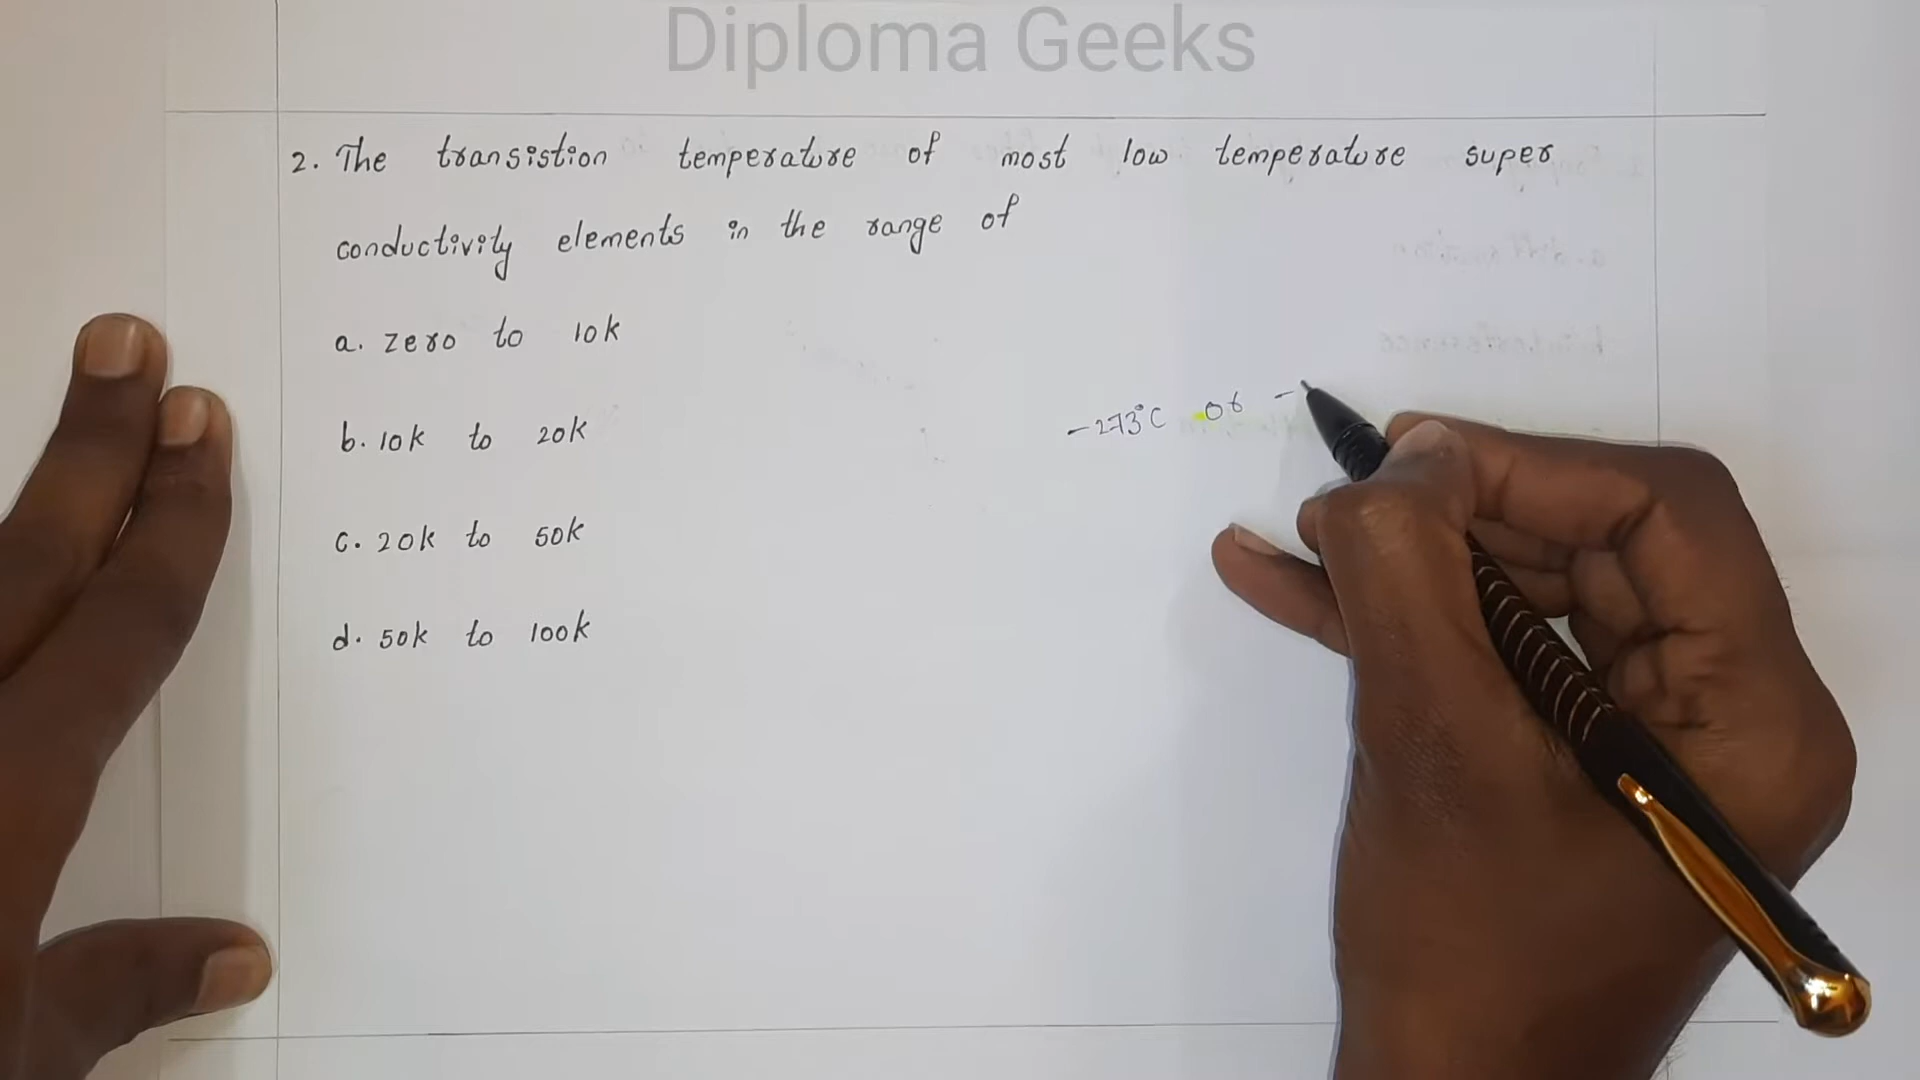 Diploma Geeks
2. The transistion temperature of most low temperature super
conductivity elements in the range of
a. zero to 10k
b. 10k to 20k
-273°C or -
c. 20k to 50k
d. 50k to 100k